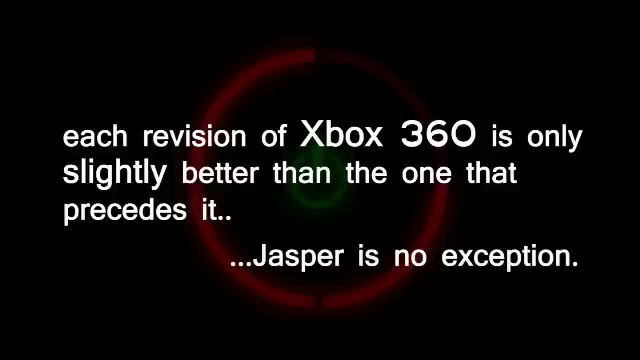 each revision of Xbox 360 is only
slightly better than the one that
precedes it..
...Jasper is no exception.